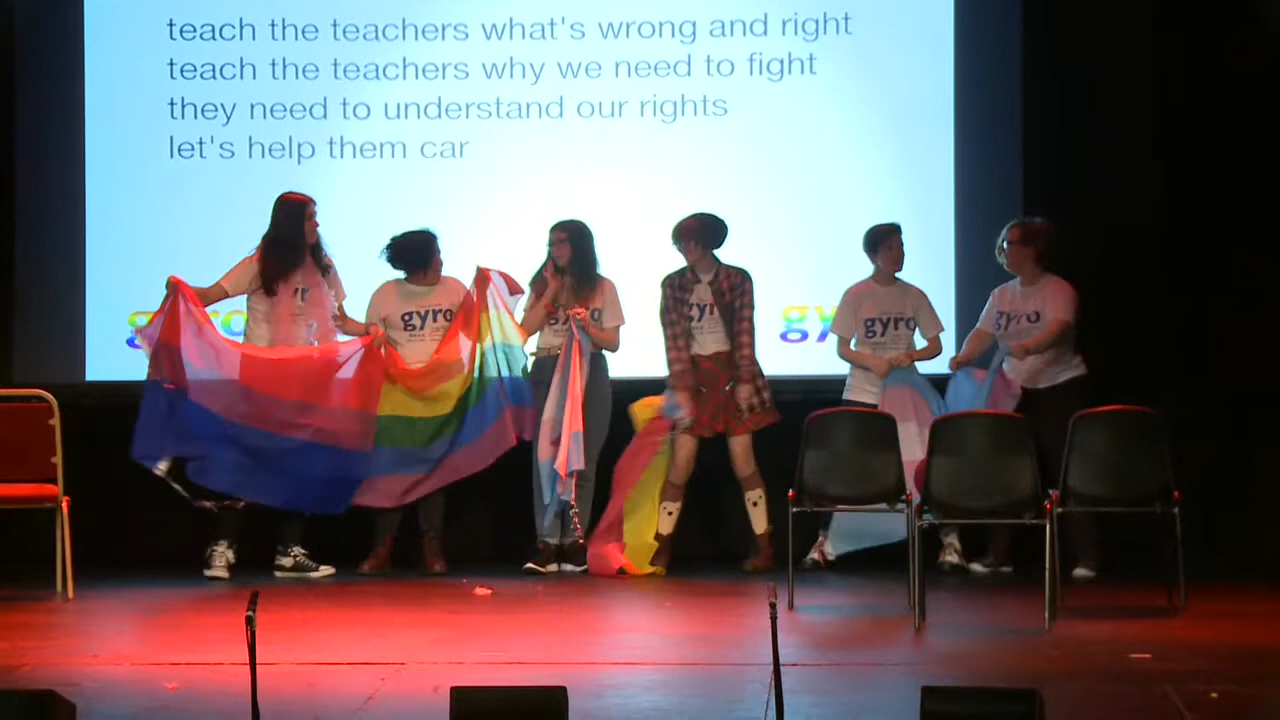 teach the teachers what's wrong and right
teach the teachers why we need to fight
they need to understand our rights
let's help them car
gyro
gyro
gyro
gyro
gyro